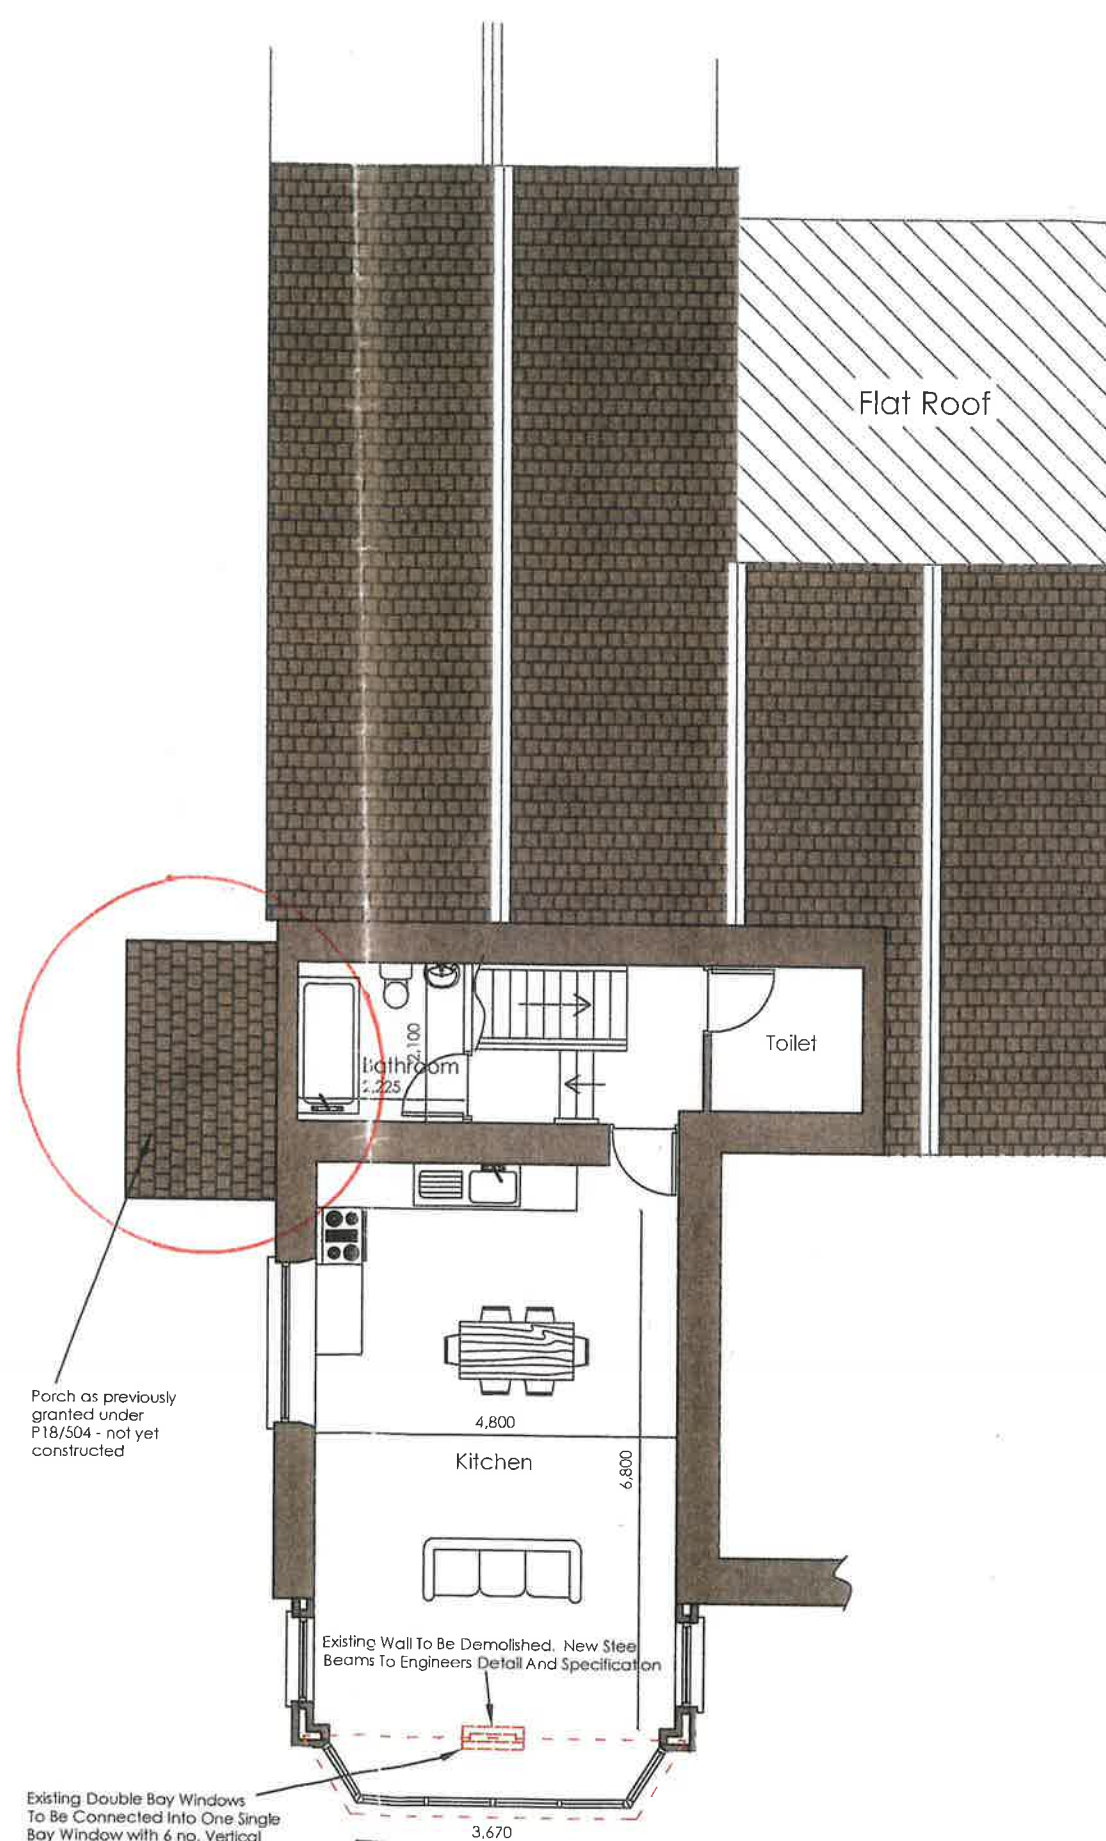 Flat Roof
Toilet
2,100
Bathroom
2,225
Porch as previously
granted under
P18/504 - not yet
constructed
4,800
Kitchen
6,800
Existing Wall To Be Demolished. New Stee
Beams To Engineers Detail And Specification
Existing Double Bay Windows
To Be Connected Into One Single
Bay Window with 6 no. Vertical
3,670